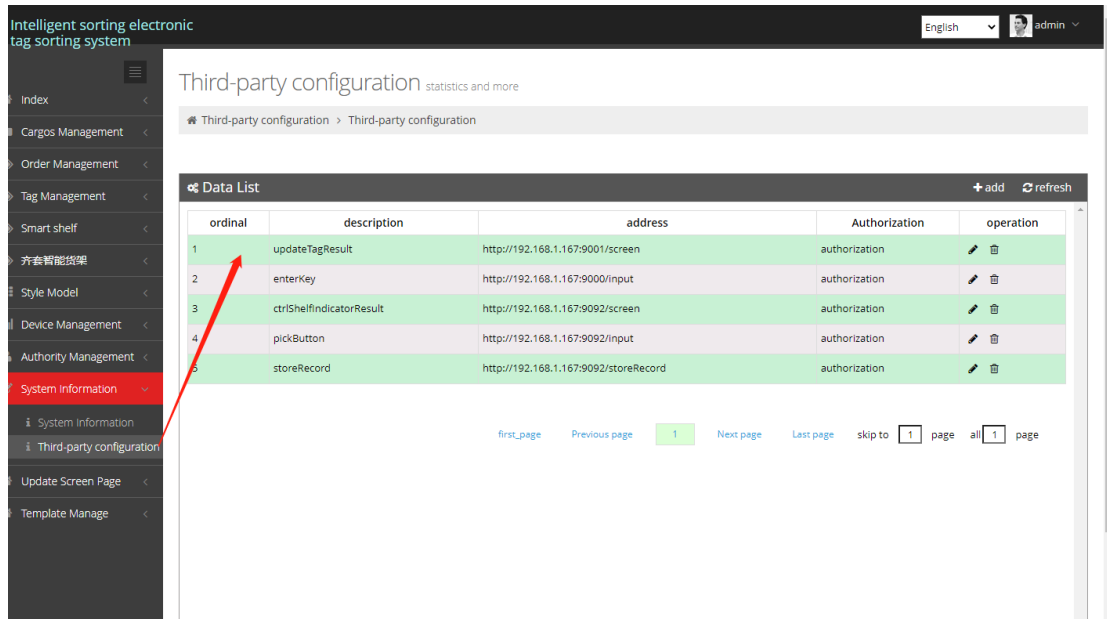 Intelligent sorting electronic
tag sorting system
English
admin
Index
Cargos Management
Order Management
Tag Management
Smart shelf
齐套智能货架
Style Model
Device Management
Authority Management
System Information
System Information
Third-party configuration
Update Screen Page
Template Manage
Third-party configuration statistics and more
Third-party configuration > Third-party configuration
Data List
add refresh
ordinal description address Authorization operation
1 updateTagResult http://192.168.1.167:9001/screen authorization
2 enterKey http://192.168.1.167:9000/input authorization
3 ctrlShelfIndicatorResult http://192.168.1.167:9092/screen authorization
4 pickButton http://192.168.1.167:9092/input authorization
5 storeRecord http://192.168.1.167:9092/storeRecord authorization
first_page Previous page 1 Next page Last page skip to 1 page all 1 page